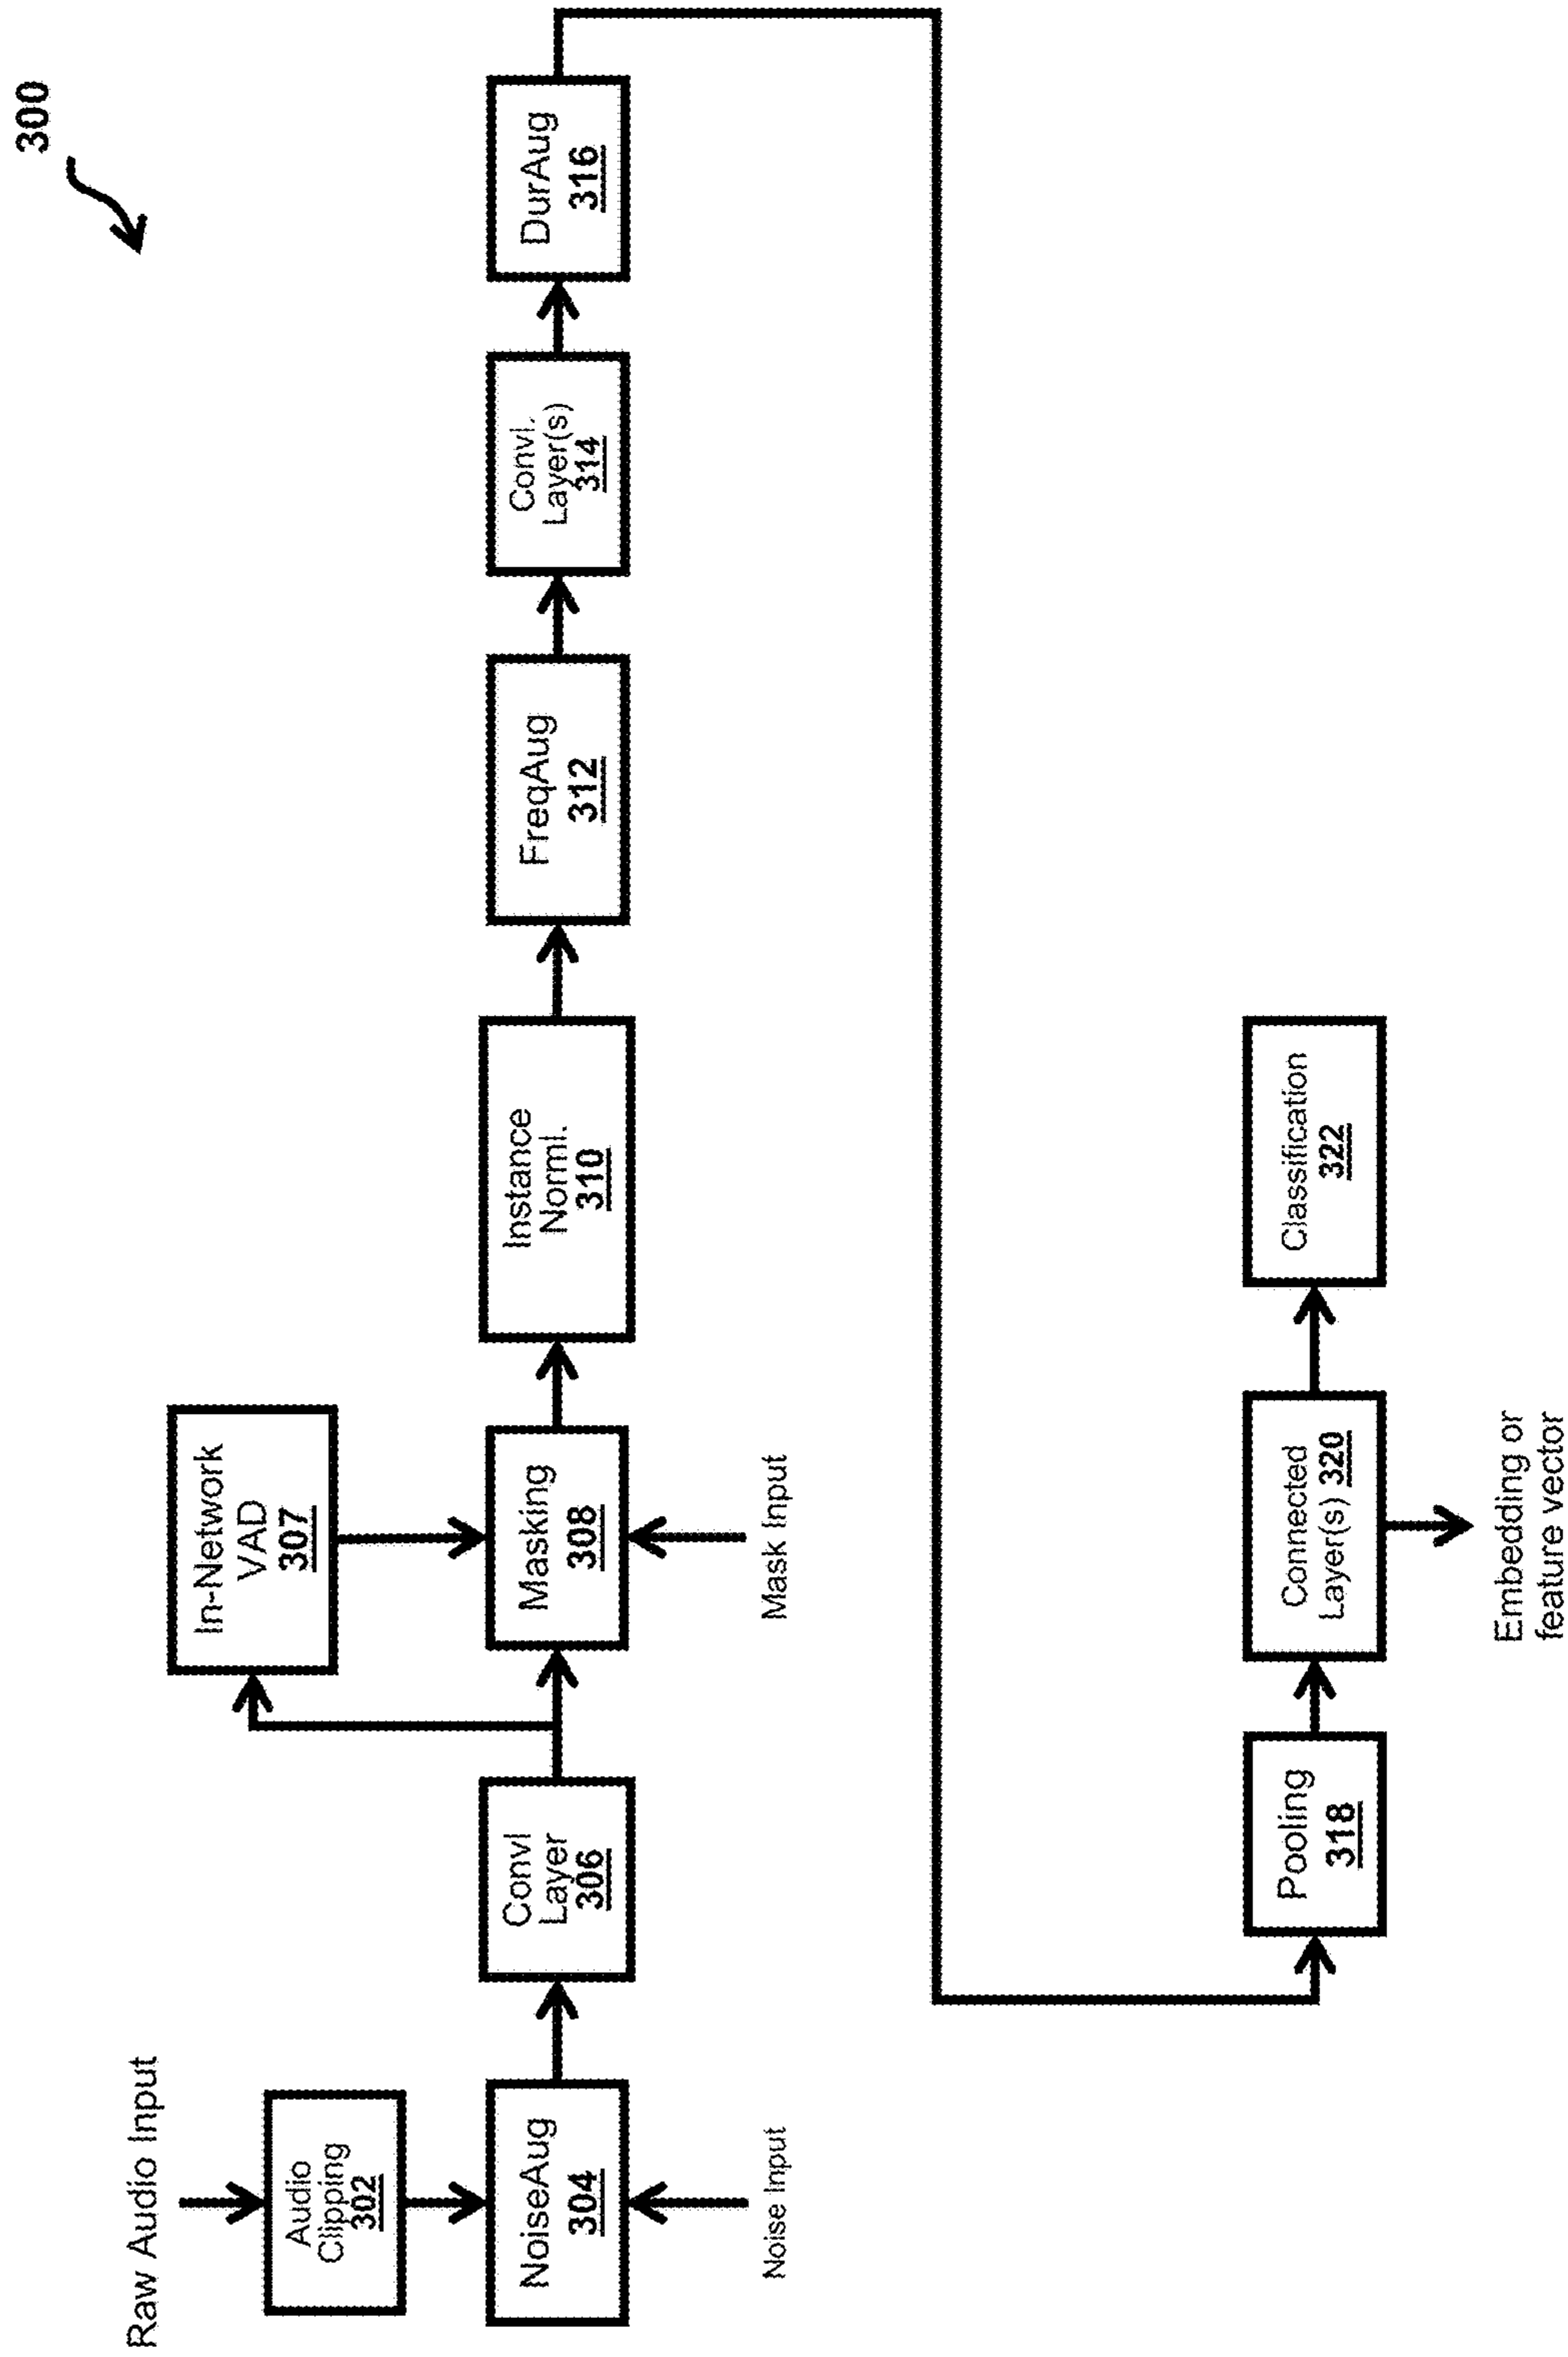 300
Raw Audio Input
Audio
Clipping
302
NoiseAug
304
Noise Input
Convl
Layer
306
In-Network
VAD
307
Masking
308
Mask Input
Instance
Norml.
310
FreqAug
312
Convl.
Layer(s)
314
DurAug
316
Pooling
318
Connected
Layer(s) 320
Embedding or
feature vector
Classification
322